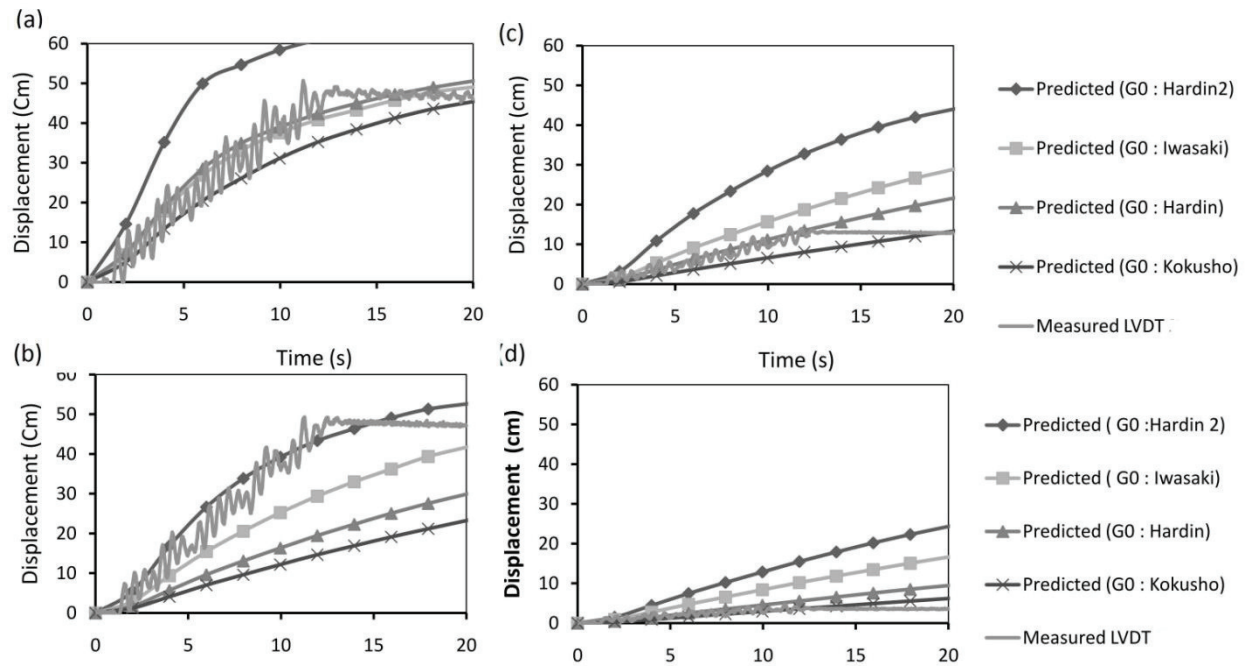 (a)
60
50
40
30
20
10
0
Displacement (Cm)
0 5 10 15 20
Time (s)
(c)
60
50
40
30
20
10
0
Displacement (cm)
0 5 10 15 20
Time (s)
Predicted (G0 : Hardin2)
Predicted (G0 : Iwasaki)
Predicted (G0 : Hardin)
Predicted (G0 : Kokusho)
Measured LVDT
(b)
60
50
40
30
20
10
0
Displacement (Cm)
0 5 10 15 20
(d)
60
50
40
30
20
10
0
Displacement (cm)
0 5 10 15 20
Predicted ( G0 :Hardin 2)
Predicted ( G0 : Iwasaki)
Predicted (G0 : Hardin)
Predicted (G0 : Kokusho)
Measured LVDT